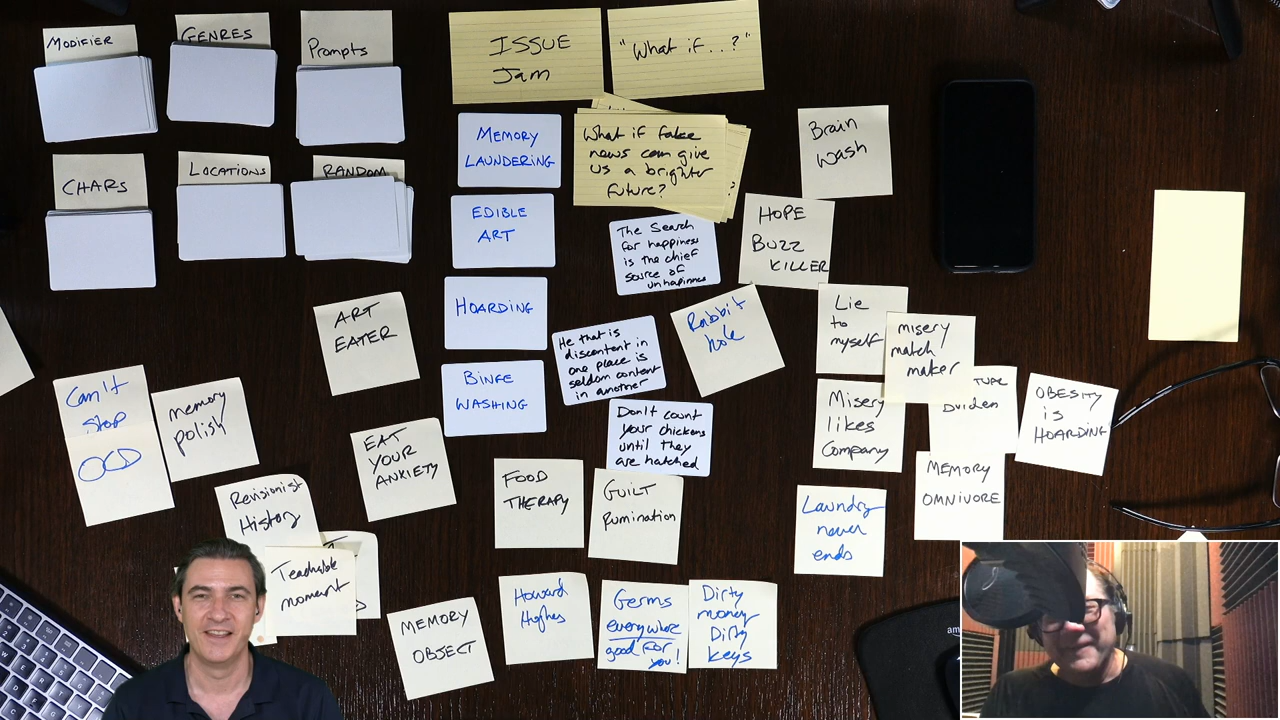 MODIFIER
GENRES
Prompts
CHARS
LOCATIONS
RANDOM
ISSUE
Jam
"What if...?"
MEMORY
LAUNDERING
EDIBLE
ART
HOARDING
BINGE
WASHING
What if fake
news can give
us a brighter
future?
?
The Search
for happiness
is the chief
source of
unhappiness
He that is
discontent in
one place is
seldom content
in another
Don't count
your chickens
until they
are hatched
Brain
Wash
HOPE
BUZZ
KILLER
Rabbit
hole
Lie
to
myself
misery
match
maker
Misery
likes
Company
OBESITY
IS
HOARDING
MEMORY
OMNIVORE
Laundry
never
ends
ART
EATER
Can't
Stop
OCD
Memory
polish
EAT
YOUR
ANXIETY
FOOD
THERAPY
GUILT
Rumination
Revisionist
History
Teachable
moment
MEMORY
OBJECT
Howard
Hughes
Germs
everywhere
good for
you!
Dirty
money
Dirty
keys